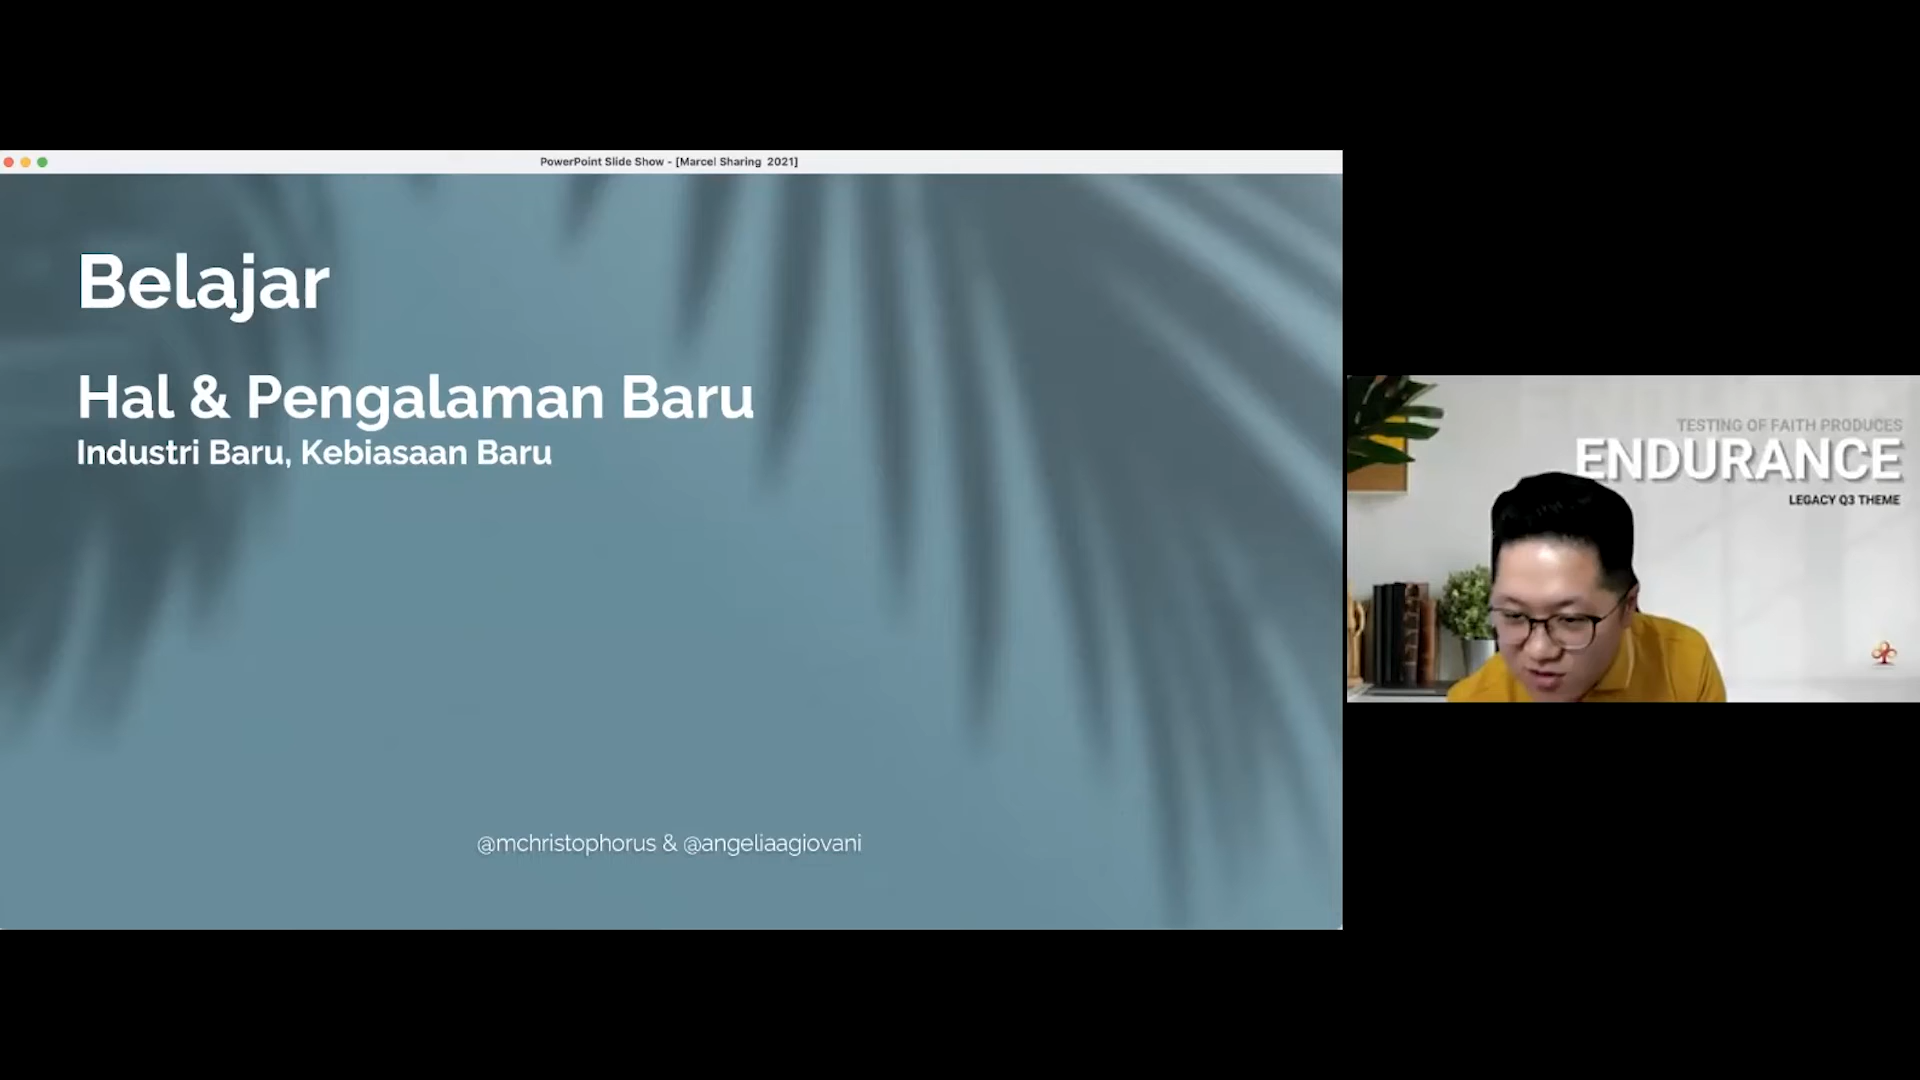 PowerPoint Slide Show - [Marcel Sharing 2021]
Belajar
Hal & Pengalaman Baru
Industri Baru, Kebiasaan Baru
@mchristophorus & @angeliaagiovani
TESTING OF FAITH PRODUCES
ENDURANCE
LEGACY Q3 THEME